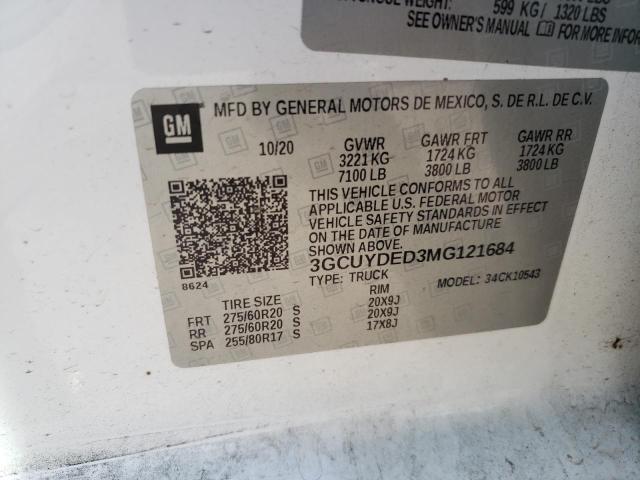 599 KG/ 1320 LBS
SEE OWNER'S MANUAL FOR MORE INFOR
GM
MFD BY GENERAL MOTORS DE MEXICO, S. DE R.L. DE C.V.
10/20 GVWR GAWR FRT GAWR RR
3221 KG 1724 KG 1724 KG
7100 LB 3800 LB 3800 LB
THIS VEHICLE CONFORMS TO ALL
APPLICABLE U.S. FEDERAL MOTOR
VEHICLE SAFETY STANDARDS IN EFFECT
ON THE DATE OF MANUFACTURE
SHOWN ABOVE.
3GCUYDED3MG121684
TYPE: TRUCK MODEL: 34CK10543
8624
TIRE SIZE RIM
FRT 275/60R20 S 20X9J
RR 275/60R20 S 20X9J
SPA 255/80R17 S 17X8J